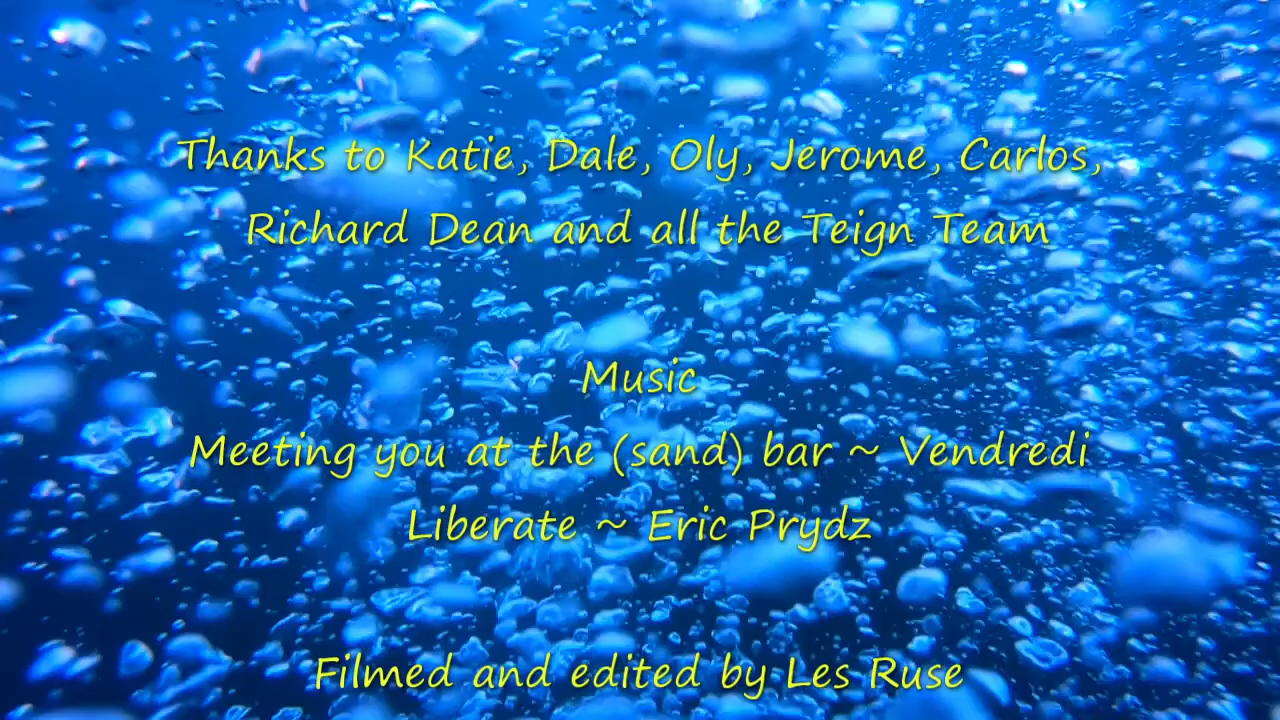 Thanks to Katie, Dale, Oly, Jerome, Carlos,
Richard Dean and all the Teign Team
Music
Meeting you at the (sand) bar ~ Vendredi
Liberate ~ Eric Prydz
Filmed and edited by Les Ruse